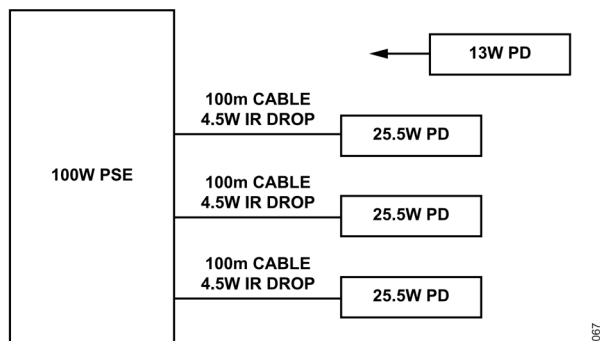 13W PD
100m CABLE
4.5W IR DROP
25.5W PD
100W PSE
100m CABLE
4.5W IR DROP
25.5W PD
100m CABLE
4.5W IR DROP
25.5W PD
067